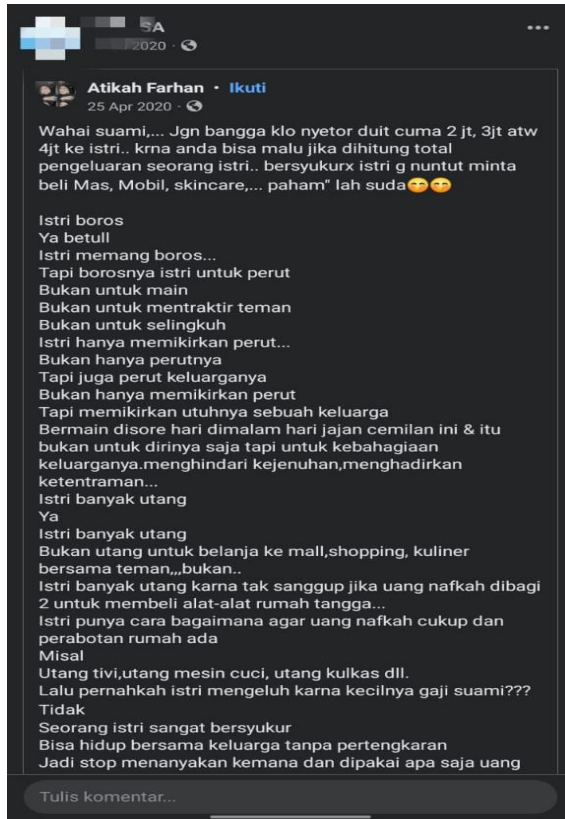 SA
2020
Atikah Farhan • Ikuti
25 Apr 2020 ·
Wahai suami,... Jgn bangga klo nyetor duit cuma 2 jt, 3jt atw
4jt ke istri.. krna anda bisa malu jika dihitung total
pengeluaran seorang istri.. bersyukurx istri g nuntut minta
beli Mas, Mobil, skincare,... paham" lah suda😁😁
Istri boros
Ya betull
Istri memang boros...
Tapi borosnya istri untuk perut
Bukan untuk main
Bukan untuk mentraktir teman
Bukan untuk selingkuh
Istri hanya memikirkan perut...
Bukan hanya perutnya
Tapi juga perut keluarganya
Bukan hanya memikirkan perut
Tapi memikirkan utuhnya sebuah keluarga
Bermain disore hari dimalam hari jajan cemilan ini & itu
bukan untuk dirinya saja tapi untuk kebahagiaan
keluarganya.menghindari kejenuhan,menghadirkan
ketentraman...
Istri banyak utang
Ya
Istri banyak utang
Bukan utang untuk belanja ke mall,shopping, kuliner
bersama teman,,,bukan..
Istri banyak utang karna tak sanggup jika uang nafkah dibagi
2 untuk membeli alat-alat rumah tangga...
Istri punya cara bagaimana agar uang nafkah cukup dan
perabotan rumah ada
Misal
Utang tivi,utang mesin cuci, utang kulkas dll.
Lalu pernahkah istri mengeluh karna kecilnya gaji suami???
Tidak
Seorang istri sangat bersyukur
Bisa hidup bersama keluarga tanpa pertengkaran
Jadi stop menanyakan kemana dan dipakai apa saja uang
Tulis komentar...